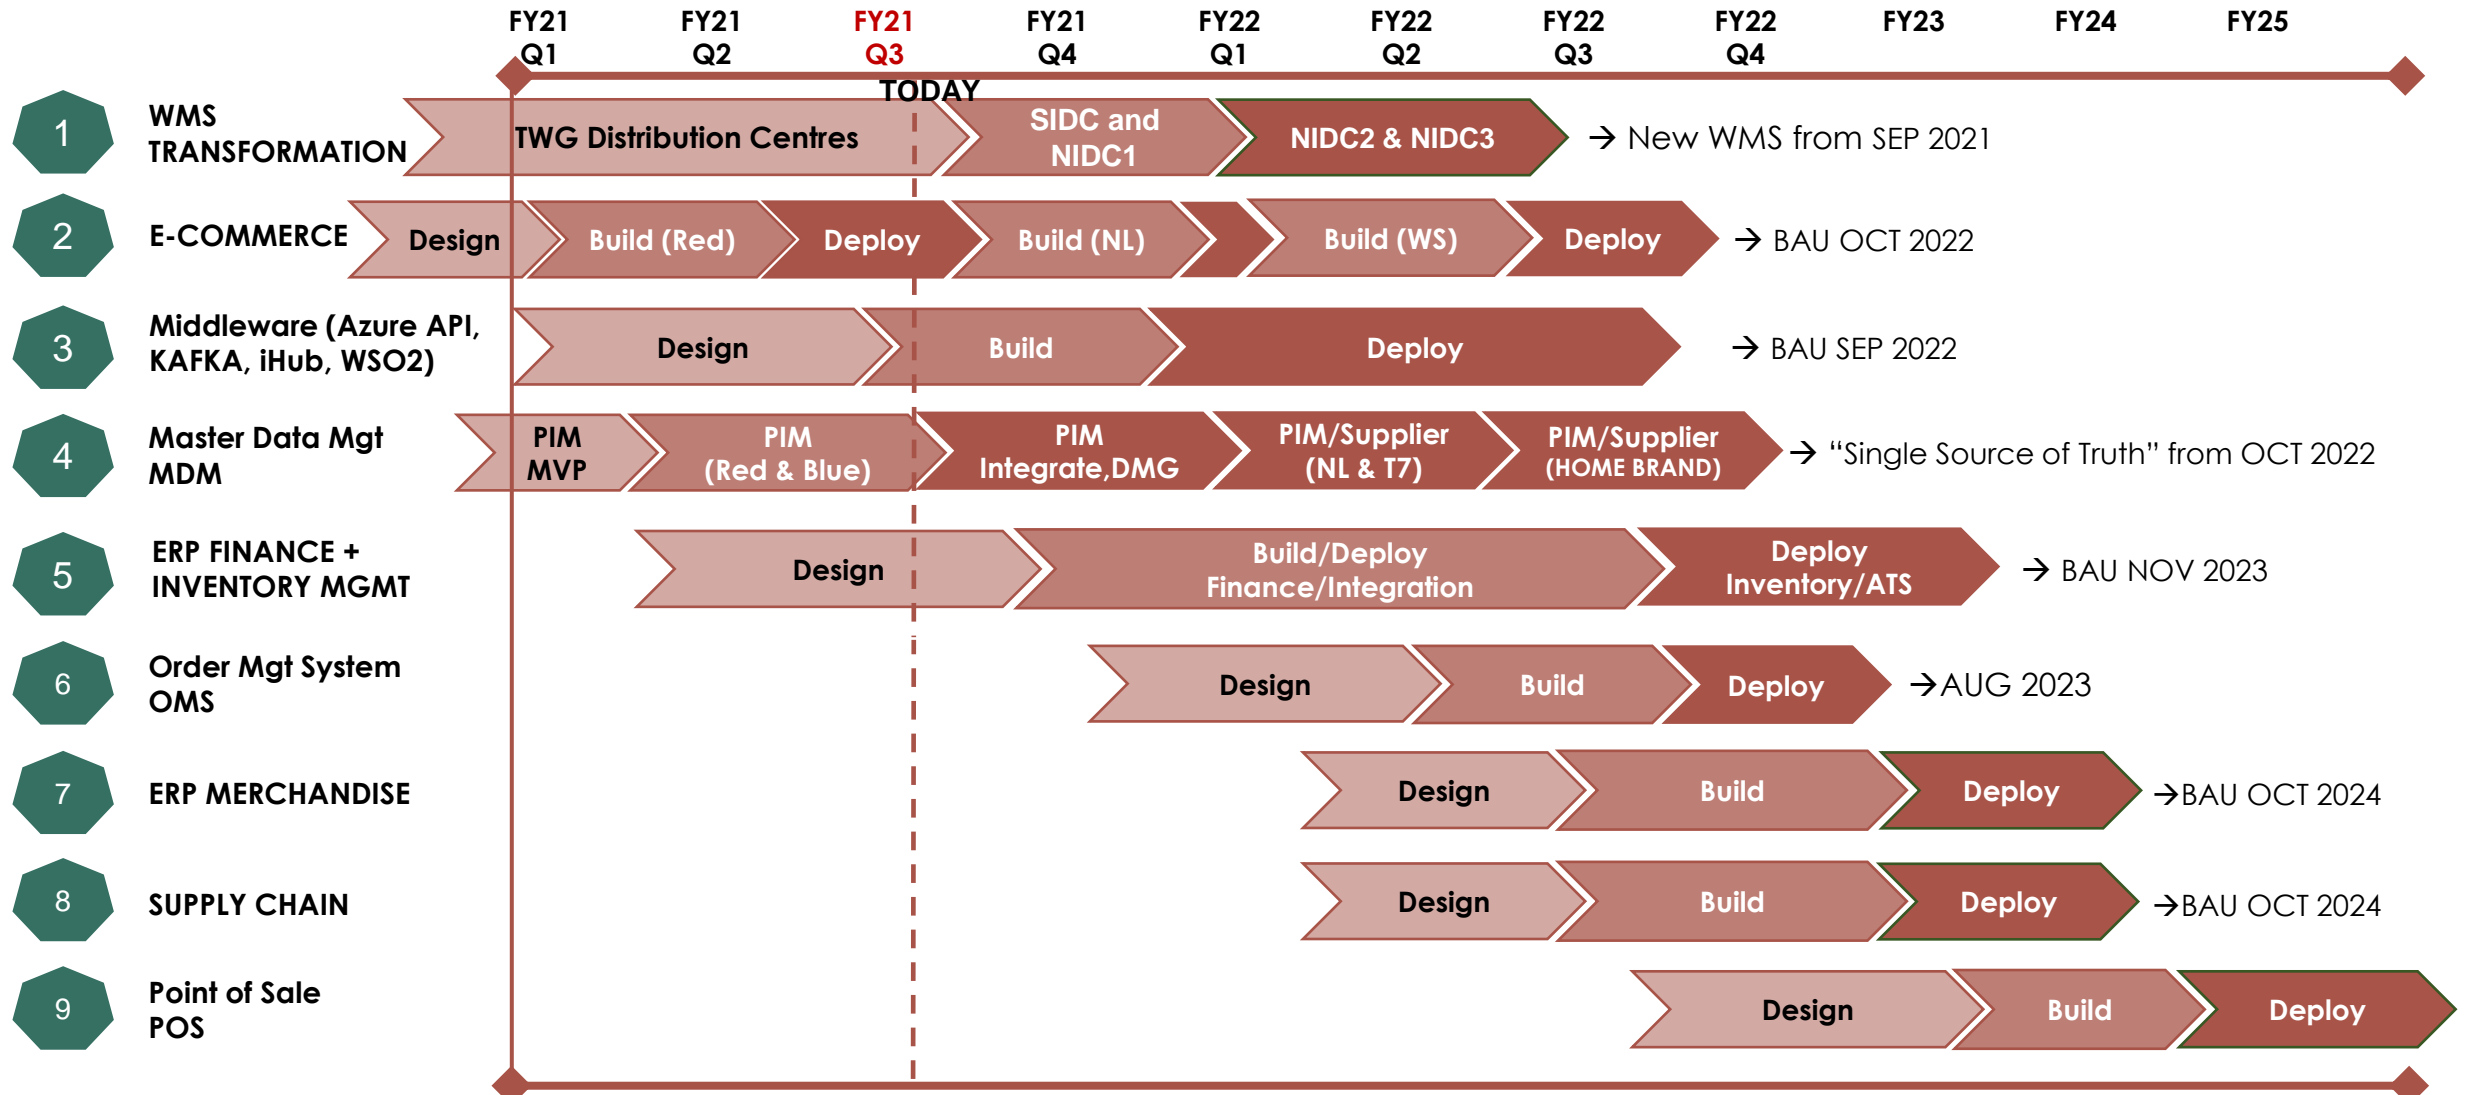 FY21 FY21 FY21 FY21 FY22 FY22 FY22 FY22 FY23 FY24 FY25
Q1 Q2 Q3 Q4 Q1 Q2 Q3 Q4
TODAY
1
WMS
TRANSFORMATION
TWG Distribution Centres
SIDC and
NIDC1
NIDC2 & NIDC3
→ New WMS from SEP 2021
2
E-COMMERCE
Design
Build (Red)
Deploy
Build (NL)
Build (WS)
Deploy
→ BAU OCT 2022
3
Middleware (Azure API,
KAFKA, iHub, WSO2)
Design
Build
Deploy
→ BAU SEP 2022
4
Master Data Mgt
MDM
PIM
MVP
PIM
(Red & Blue)
PIM
Integrate,DMG
PIM/Supplier
(NL & T7)
PIM/Supplier
(HOME BRAND)
→ “Single Source of Truth” from OCT 2022
5
ERP FINANCE +
INVENTORY MGMT
Design
Build/Deploy
Finance/Integration
Deploy
Inventory/ATS
→ BAU NOV 2023
6
Order Mgt System
OMS
Design
Build
Deploy
→AUG 2023
7
ERP MERCHANDISE
Design
Build
Deploy
→BAU OCT 2024
8
SUPPLY CHAIN
Design
Build
Deploy
→BAU OCT 2024
9
Point of Sale
POS
Design
Build
Deploy